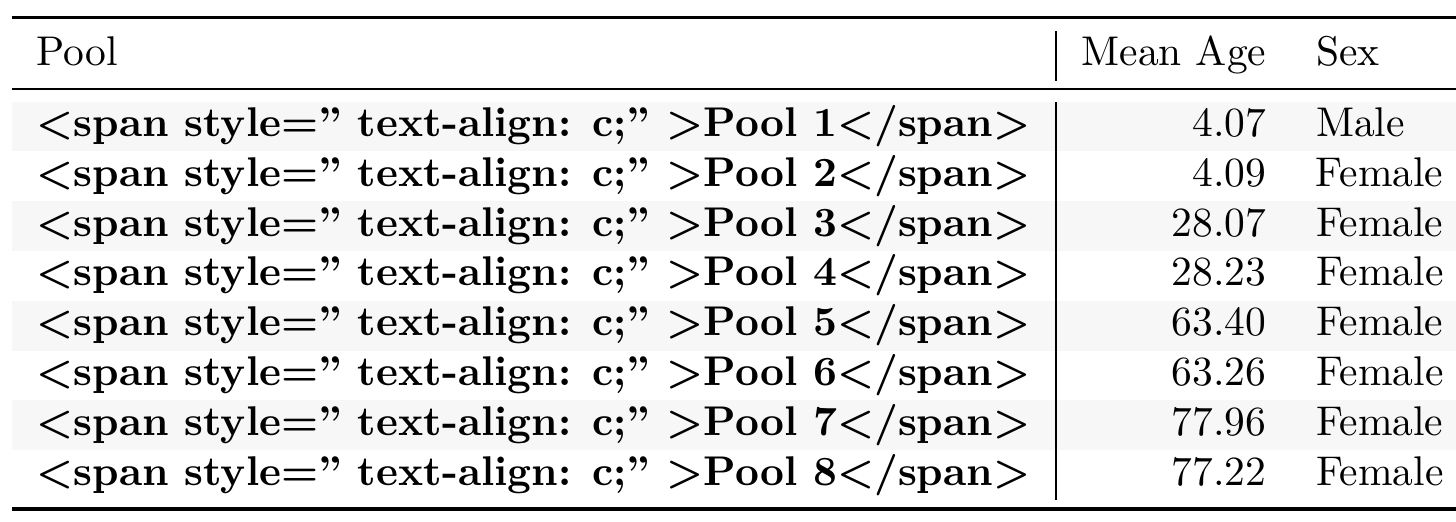 Pool Mean Age Sex
<span style=” text-align: c;” >Pool 1</span> 4.07 Male
<span style=” text-align: c;” >Pool 2</span> 4.09 Female
<span style=” text-align: c;” >Pool 3</span> 28.07 Female
<span style=” text-align: c;” >Pool 4</span> 28.23 Female
<span style=” text-align: c;” >Pool 5</span> 63.40 Female
<span style=” text-align: c;” >Pool 6</span> 63.26 Female
<span style=” text-align: c;” >Pool 7</span> 77.96 Female
<span style=” text-align: c;” >Pool 8</span> 77.22 Female